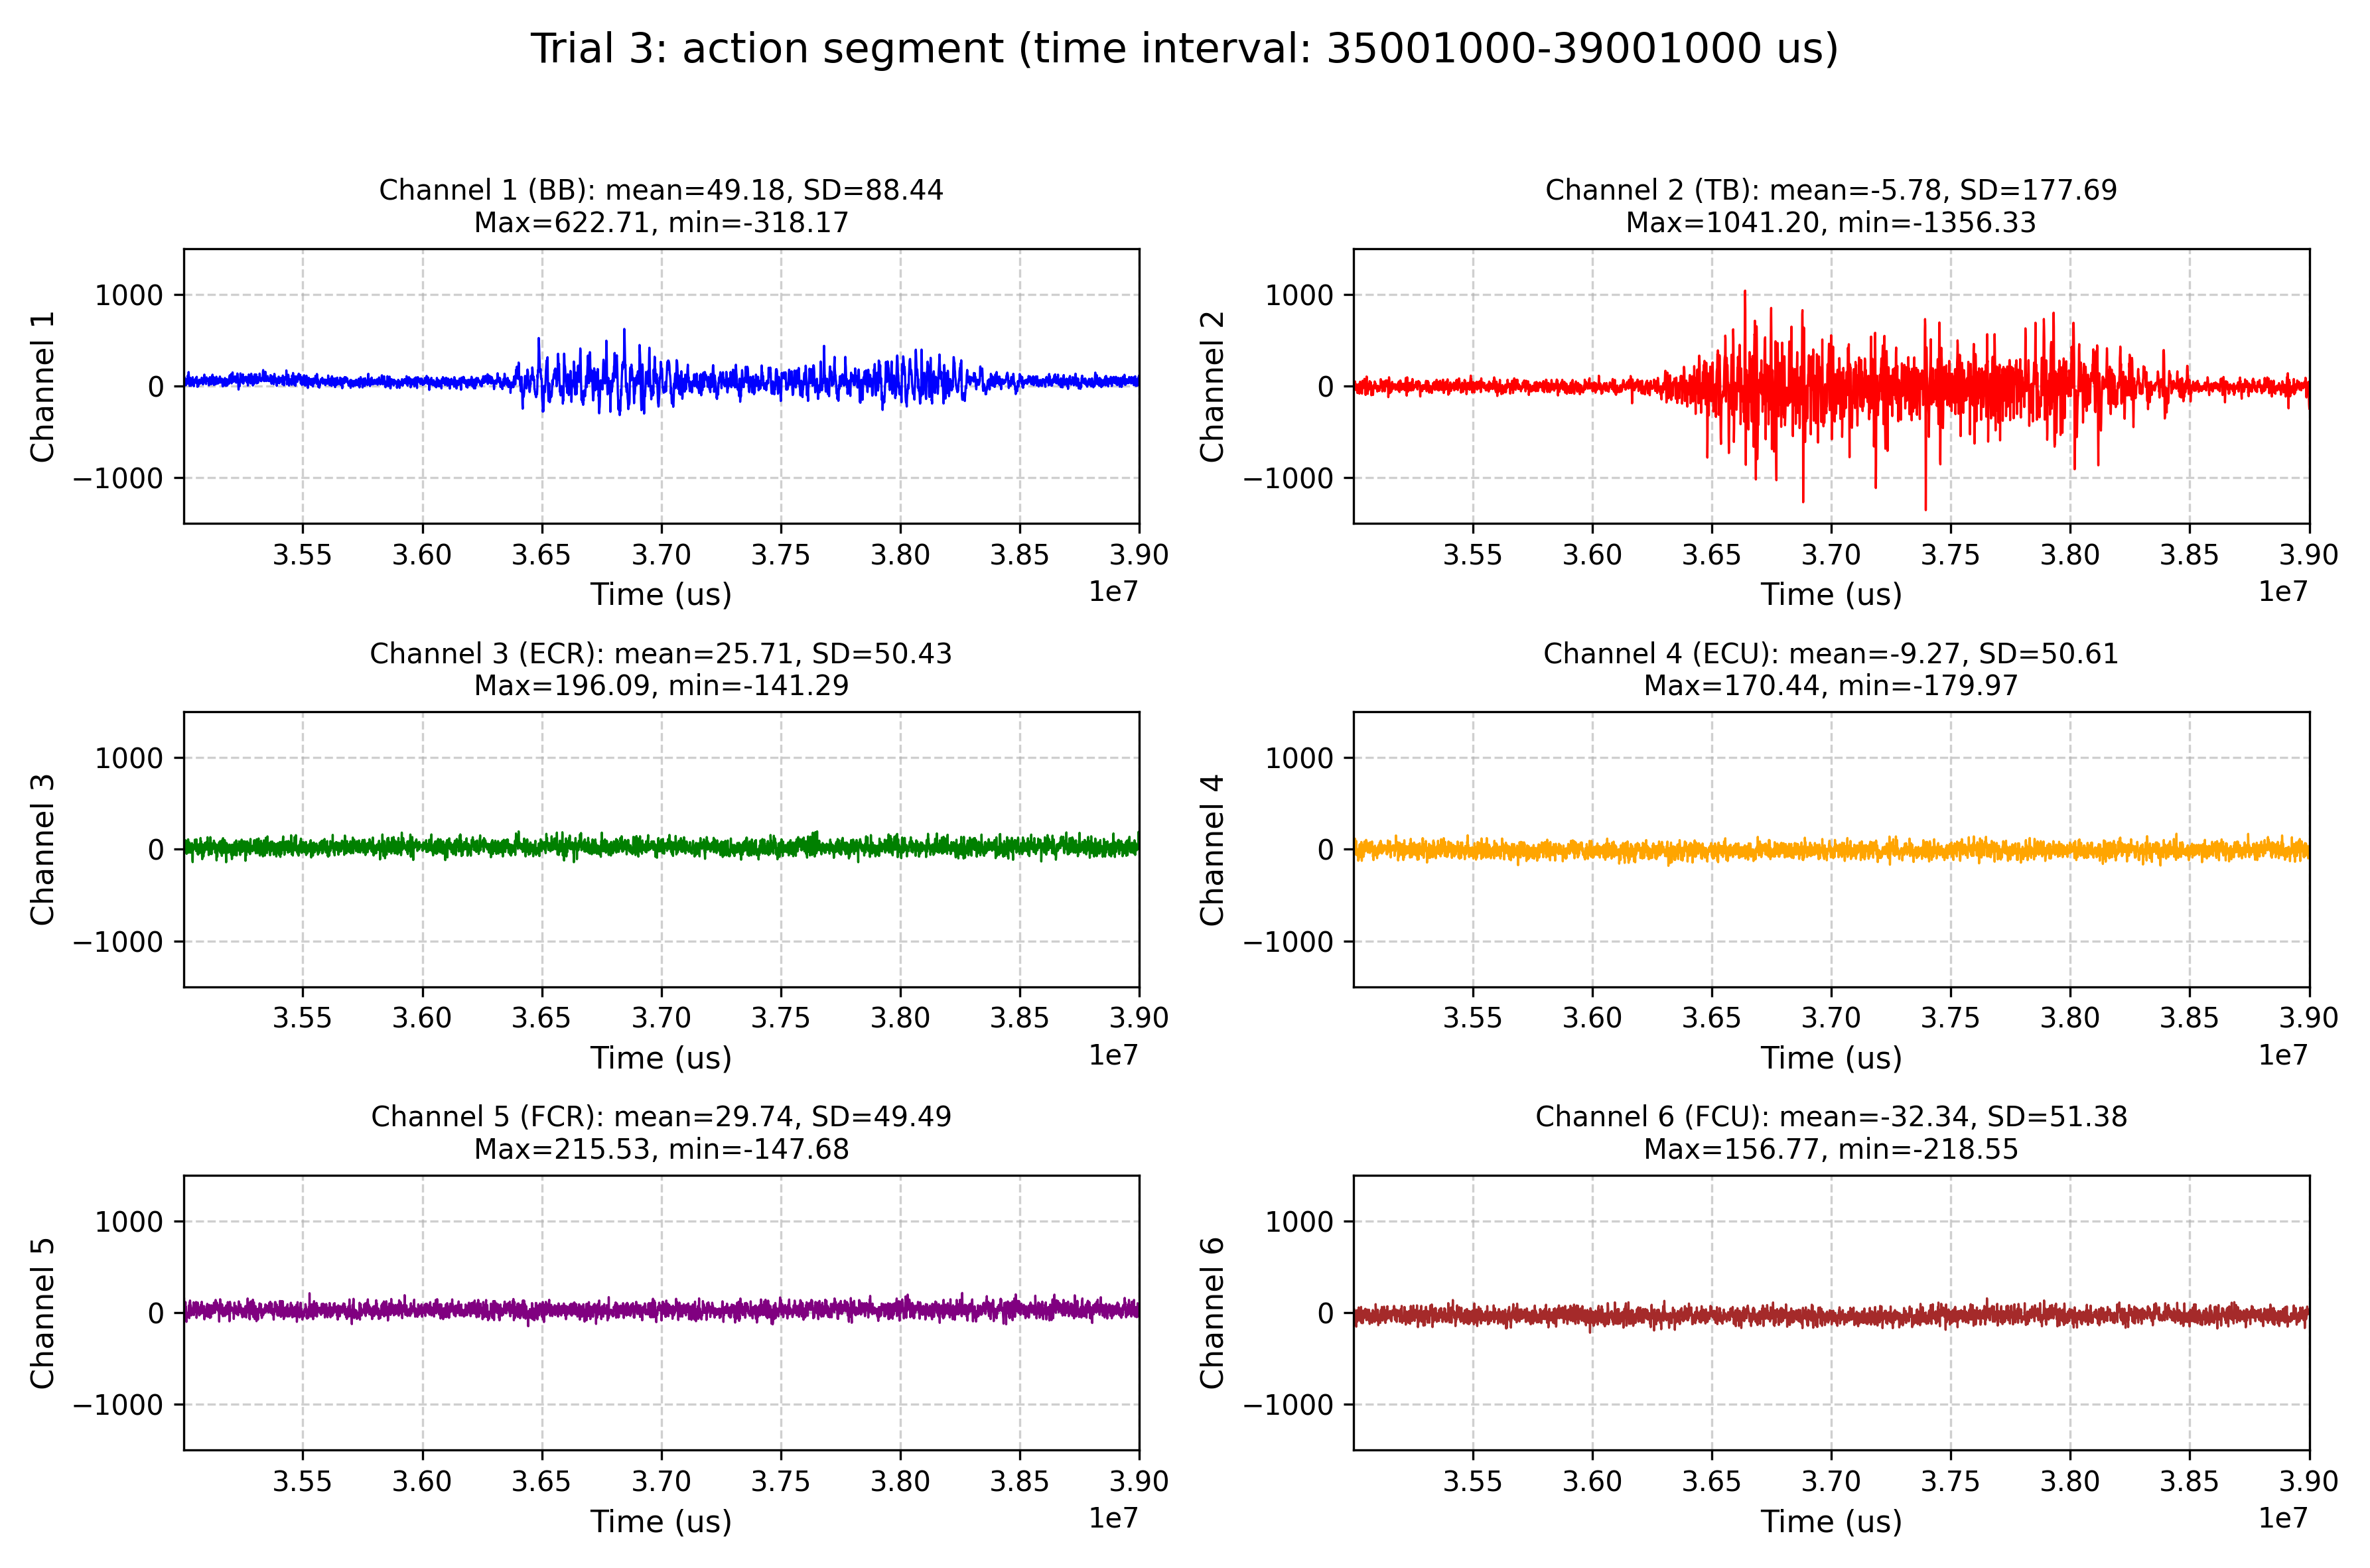 Trial 3: action segment (time interval: 35001000-39001000 us)
Channel 1 (BB): mean=49.18, SD=88.44
Max=622.71, min=-318.17
Channel 1
1000
0
−1000
3.55 3.60 3.65 3.70 3.75 3.80 3.85 3.90
Time (us)
1e7
Channel 2 (TB): mean=-5.78, SD=177.69
Max=1041.20, min=-1356.33
Channel 2
1000
0
−1000
3.55 3.60 3.65 3.70 3.75 3.80 3.85 3.90
Time (us)
1e7
Channel 3 (ECR): mean=25.71, SD=50.43
Max=196.09, min=-141.29
Channel 3
1000
0
−1000
3.55 3.60 3.65 3.70 3.75 3.80 3.85 3.90
Time (us)
1e7
Channel 4 (ECU): mean=-9.27, SD=50.61
Max=170.44, min=-179.97
Channel 4
1000
0
−1000
3.55 3.60 3.65 3.70 3.75 3.80 3.85 3.90
Time (us)
1e7
Channel 5 (FCR): mean=29.74, SD=49.49
Max=215.53, min=-147.68
Channel 5
1000
0
−1000
3.55 3.60 3.65 3.70 3.75 3.80 3.85 3.90
Time (us)
1e7
Channel 6 (FCU): mean=-32.34, SD=51.38
Max=156.77, min=-218.55
Channel 6
1000
0
−1000
3.55 3.60 3.65 3.70 3.75 3.80 3.85 3.90
Time (us)
1e7